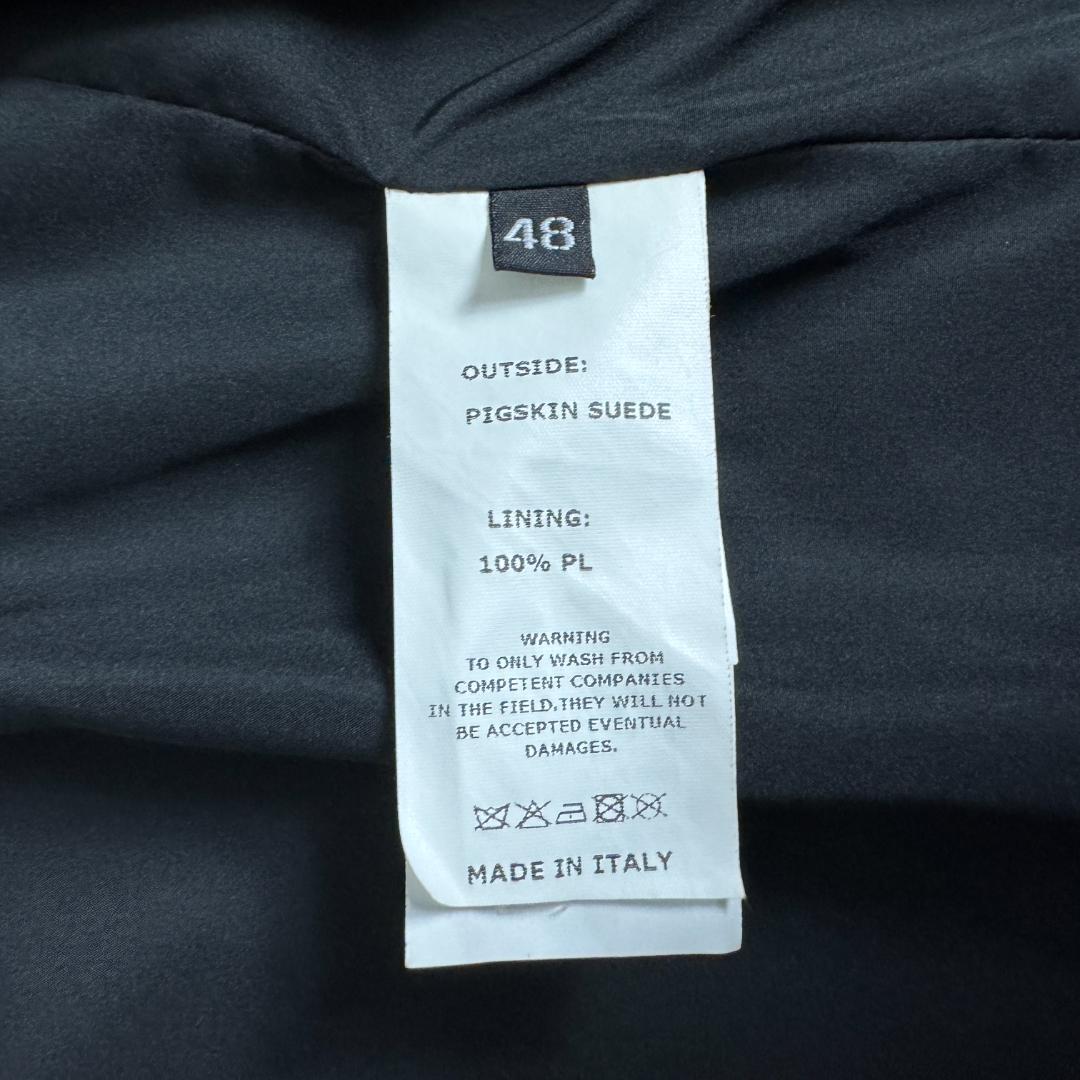 48
OUTSIDE:
PIGSKIN SUEDE
LINING:
100% PL
WARNING
TO ONLY WASH FROM
COMPETENT COMPANIES
IN THE FIELD.THEY WILL NOT
BE ACCEPTED EVENTUAL
DAMAGES.
MADE IN ITALY